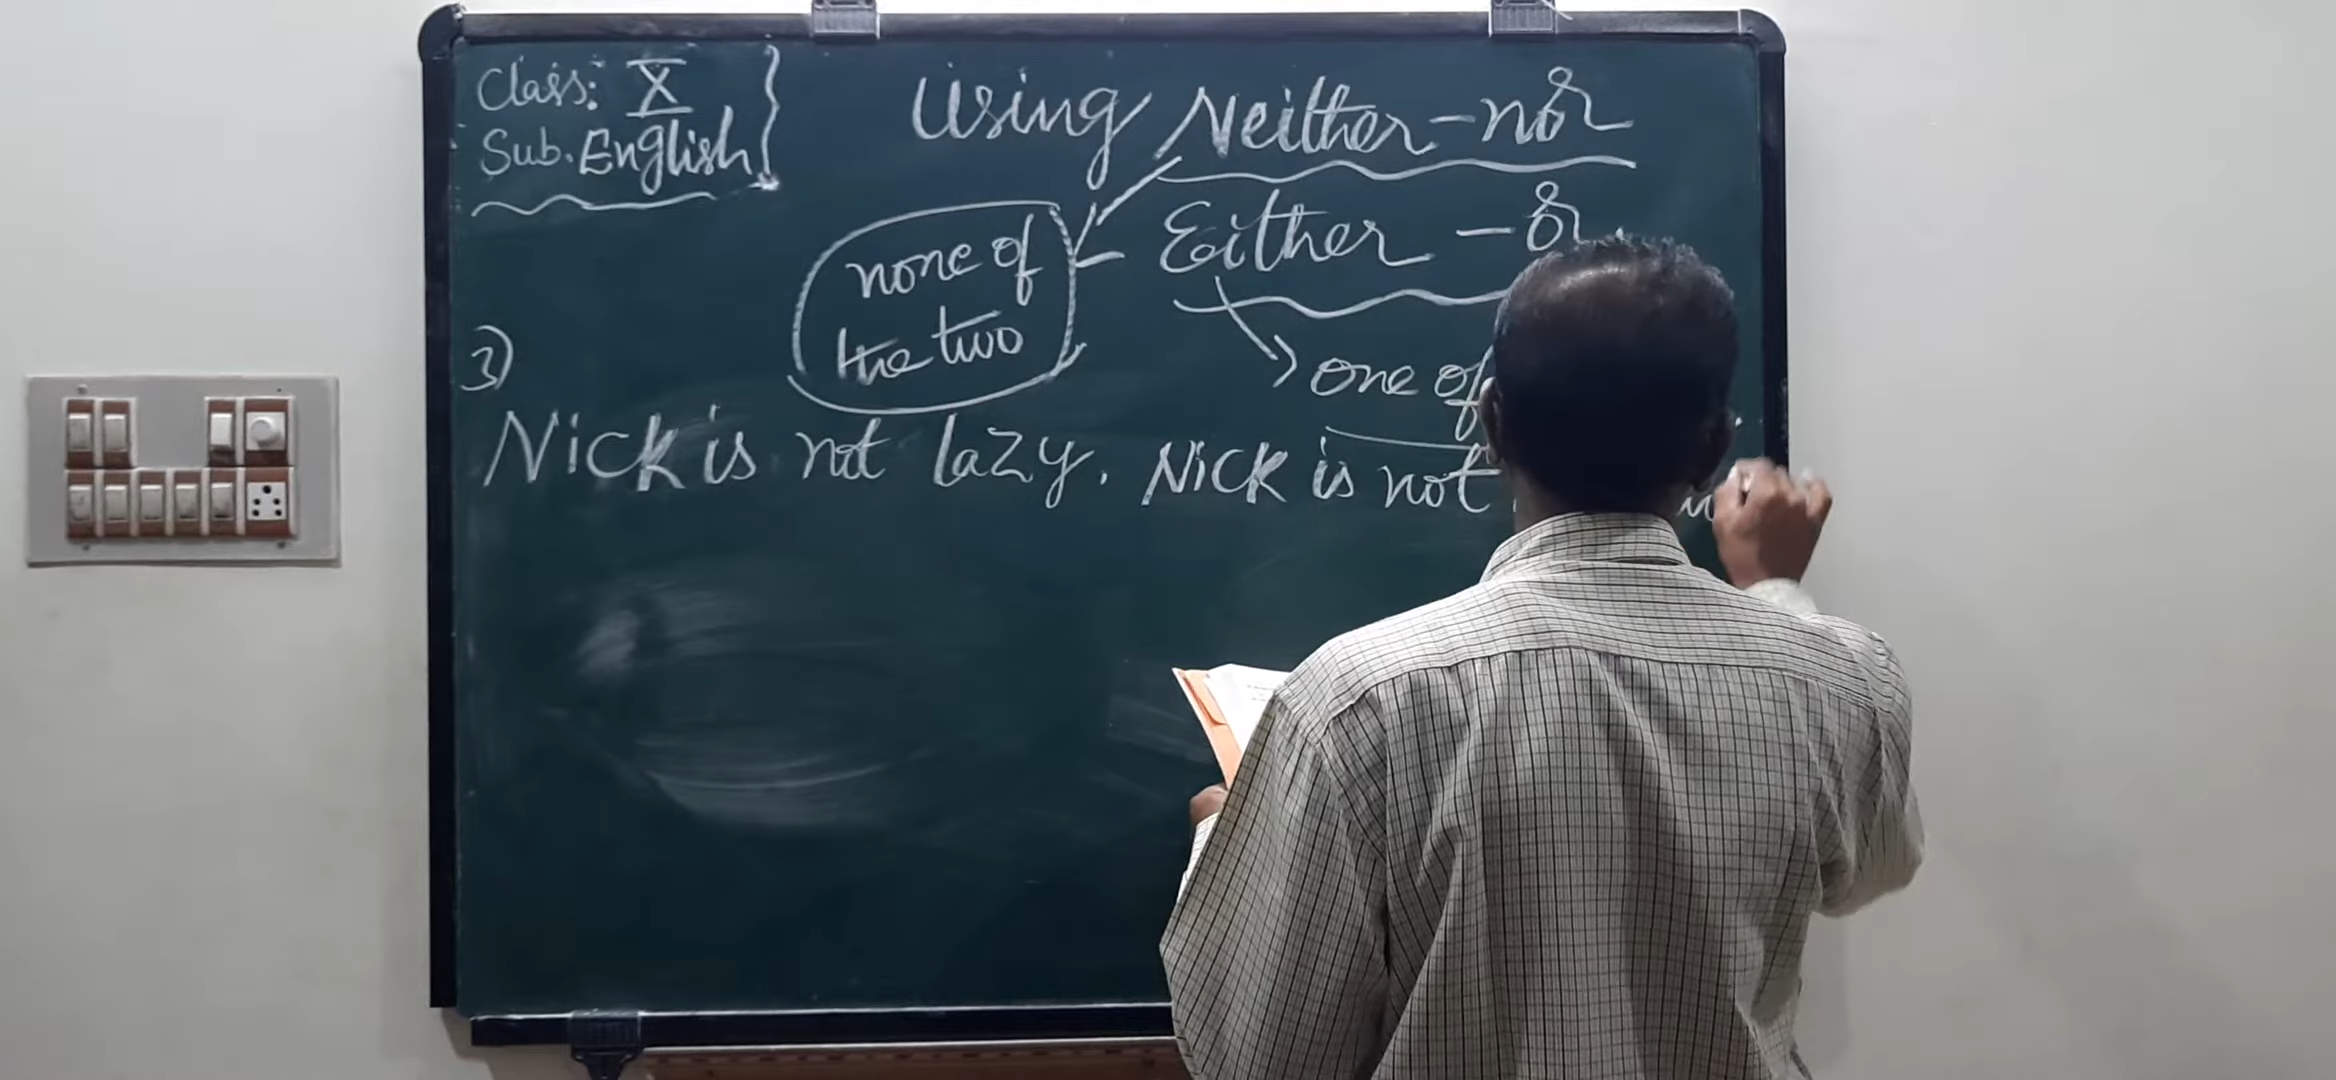 Class: X
Sub. English
Using Neither - nor
Either - or
none of
the two
one of
3)
Nick is not lazy. Nick is not